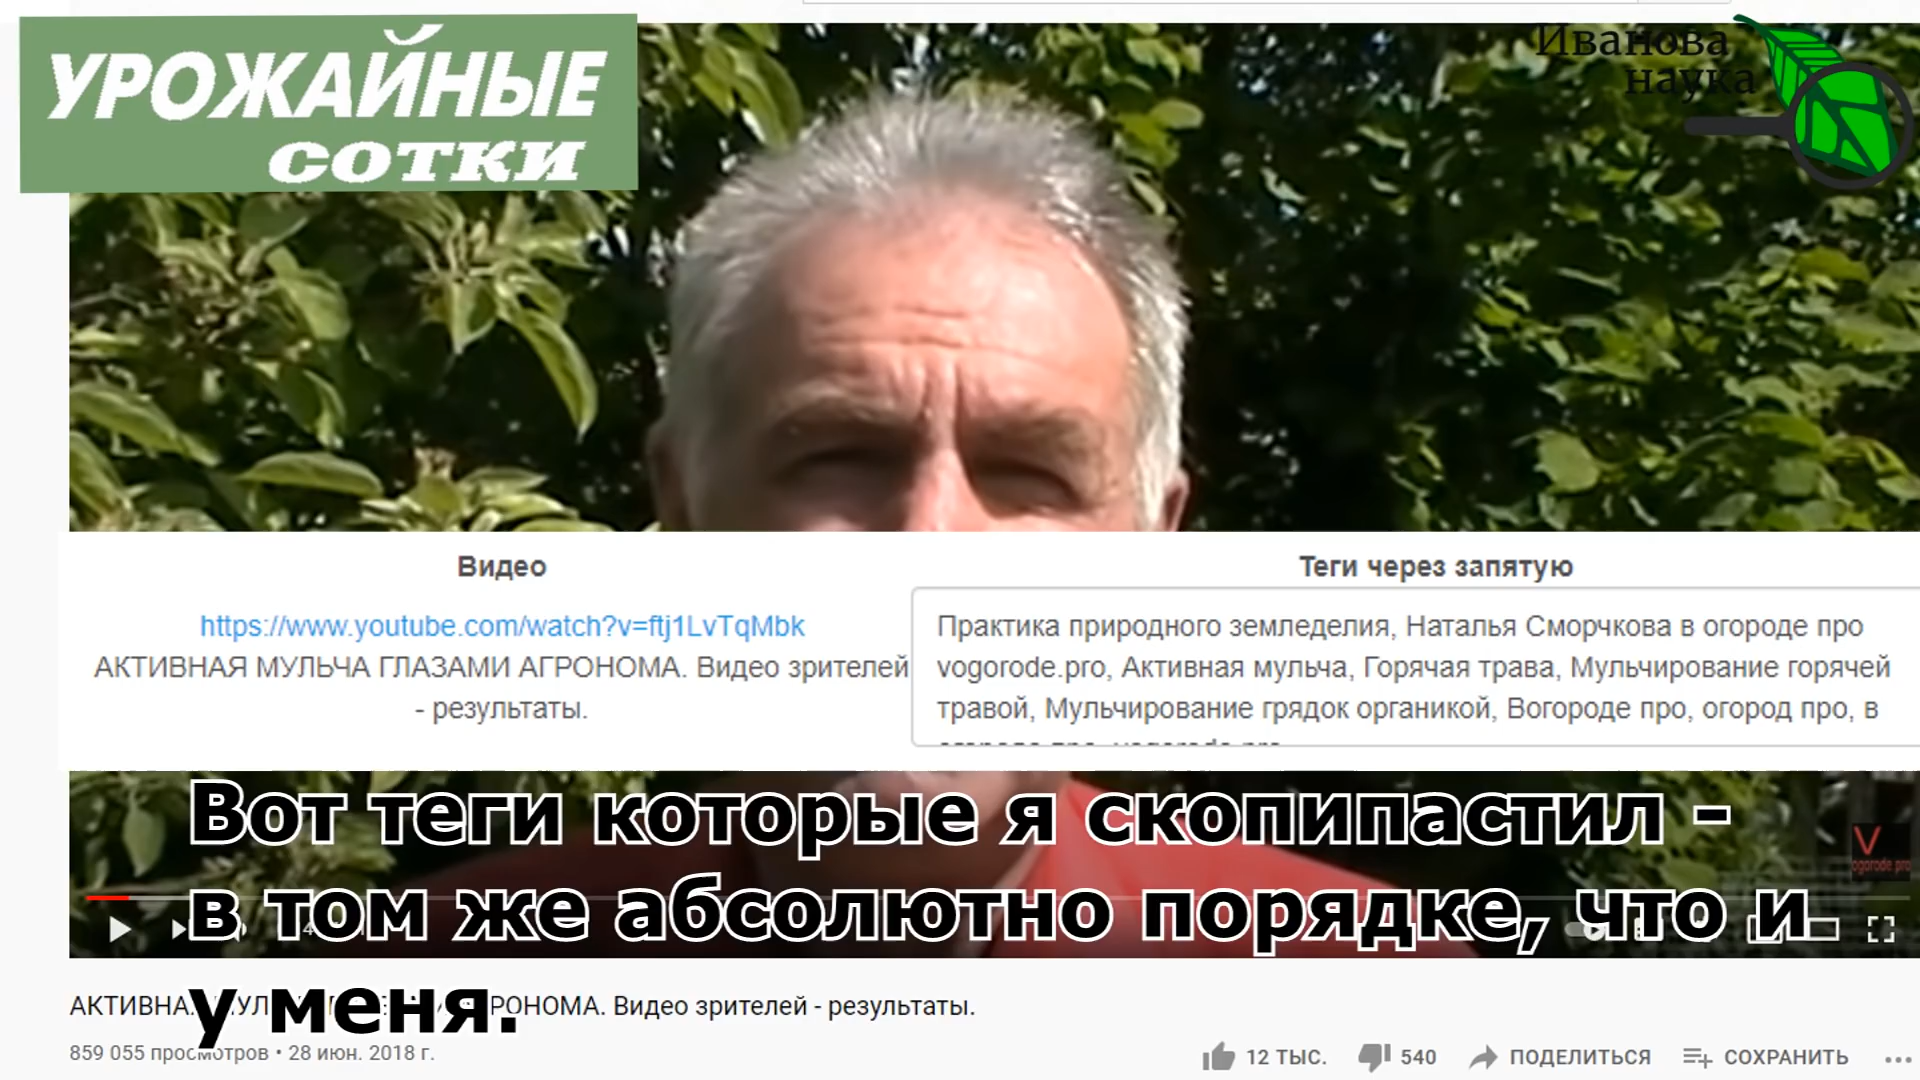 УРОЖАЙНЫЕ
сотки
Иванова
наука
Видео
Теги через запятую
https://www.youtube.com/watch?v=ftj1LvTqMbk
АКТИВНАЯ МУЛЬЧА ГЛАЗАМИ АГРОНОМА. Видео зрителей
- результаты.
Практика природного земледелия, Наталья Сморчкова в огороде про
vogorode.pro, Активная мульча, Горячая трава, Мульчирование горячей
травой, Мульчирование грядок органикой, Вогороде про, огород про, в
Вот теги которые я скопипастил -
в том же абсолютно порядке, что и
у меня.
V
ogorode.pro
Видео зрителей - результаты.
859 055 просмотров • 28 июн. 2018 г.
12 ТЫС.
540
ПОДЕЛИТЬСЯ
СОХРАНИТЬ